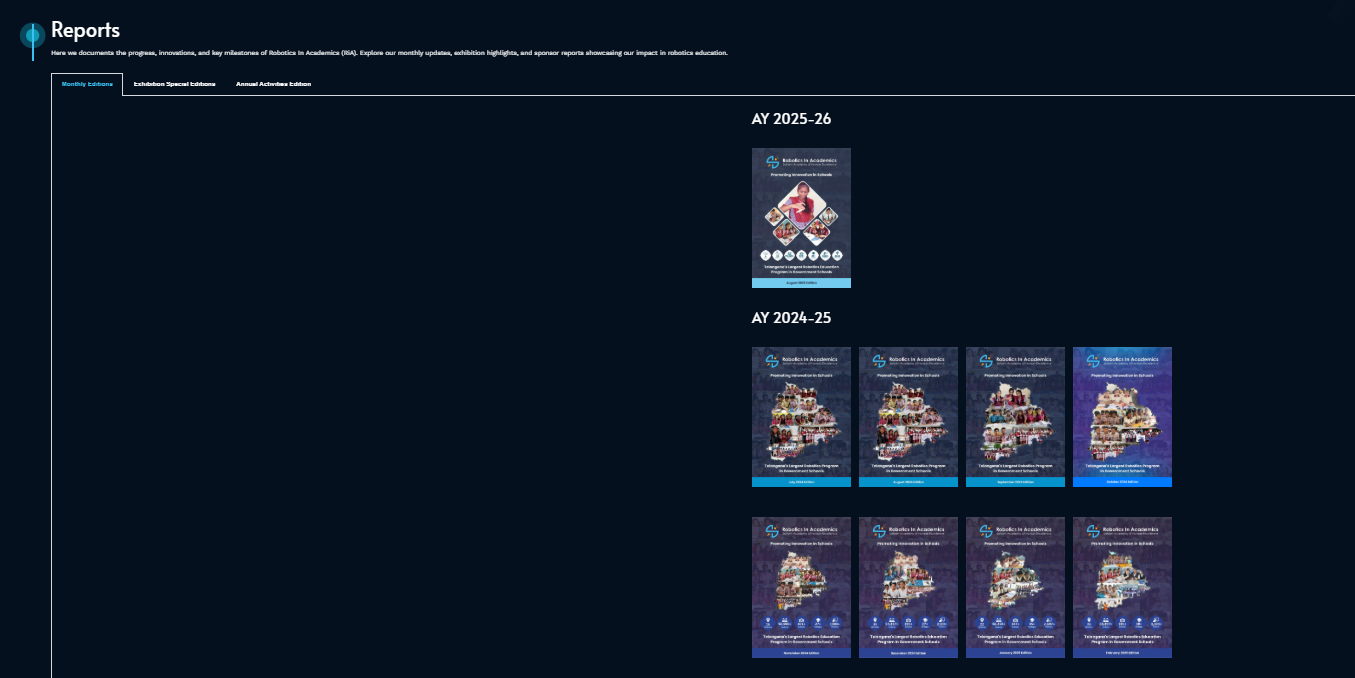 Reports
Here we documents the progress, innovations, and key milestones of Robotics In Academics (RiA). Explore our monthly updates, exhibition highlights, and sponsor reports showcasing our impact in robotics education.
Monthly Editions
Exhibition Special Editions
Annual Activities Edition
AY 2025-26
Robotics In Academics
Promoting Innovation In Schools
Telangana's Largest Robotics Education
Program in Government Schools
AY 2024-25
Robotics In Academics
Promoting Innovation In Schools
Telangana's Largest Robotics Program
in Government Schools
July 2024 Edition
Robotics In Academics
Promoting Innovation In Schools
Telangana's Largest Robotics Program
in Government Schools
August 2024 Edition
Robotics In Academics
Promoting Innovation In Schools
Telangana's Largest Robotics Program
in Government Schools
September 2024 Edition
Robotics In Academics
Promoting Innovation In Schools
Telangana's Largest Robotics Program
in Government Schools
October 2024 Edition
Robotics In Academics
Promoting Innovation In Schools
Telangana's Largest Robotics Education
Program in Government Schools
November 2024 Edition
Robotics In Academics
Promoting Innovation In Schools
Telangana's Largest Robotics Education
Program in Government Schools
December 2024 Edition
Robotics In Academics
Promoting Innovation In Schools
Telangana's Largest Robotics Education
Program in Government Schools
January 2025 Edition
Robotics In Academics
Promoting Innovation In Schools
Telangana's Largest Robotics Education
Program in Government Schools
February 2025 Edition